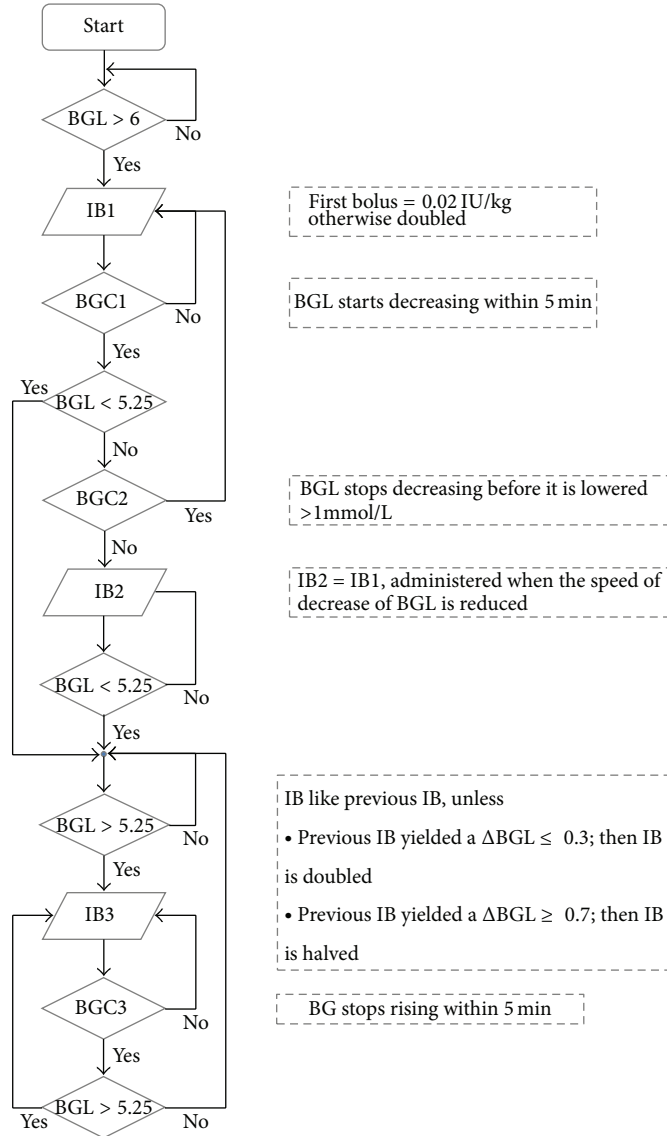 Start
BGL > 6
No
Yes
IB1
First bolus = 0.02 IU/kg
otherwise doubled
BGC1
No
BGL starts decreasing within 5 min
Yes
Yes
BGL < 5.25
No
BGC2
Yes
BGL stops decreasing before it is lowered
>1mmol/L
No
IB2
IB2 = IB1, administered when the speed of
decrease of BGL is reduced
BGL < 5.25
No
Yes
BGL > 5.25
No
IB like previous IB, unless
• Previous IB yielded a ΔBGL ≤ 0.3; then IB
is doubled
• Previous IB yielded a ΔBGL ≥ 0.7; then IB
is halved
Yes
IB3
BGC3
No
BG stops rising within 5 min
Yes
BGL > 5.25
Yes
No